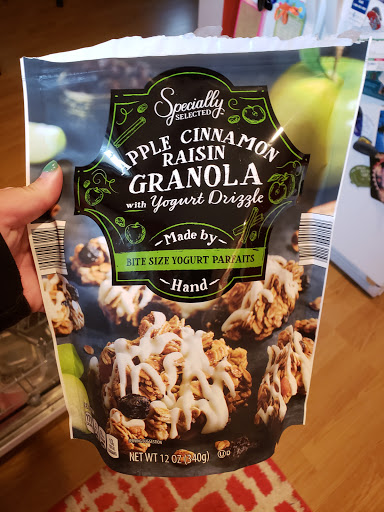 Specially
SELECTED
APPLE CINNAMON
RAISIN
GRANOLA
with Yogurt Drizzle
Made by
BITE SIZE YOGURT PARFAITS
Hand
SUGGESTION
NET WT 12 OZ (340g)